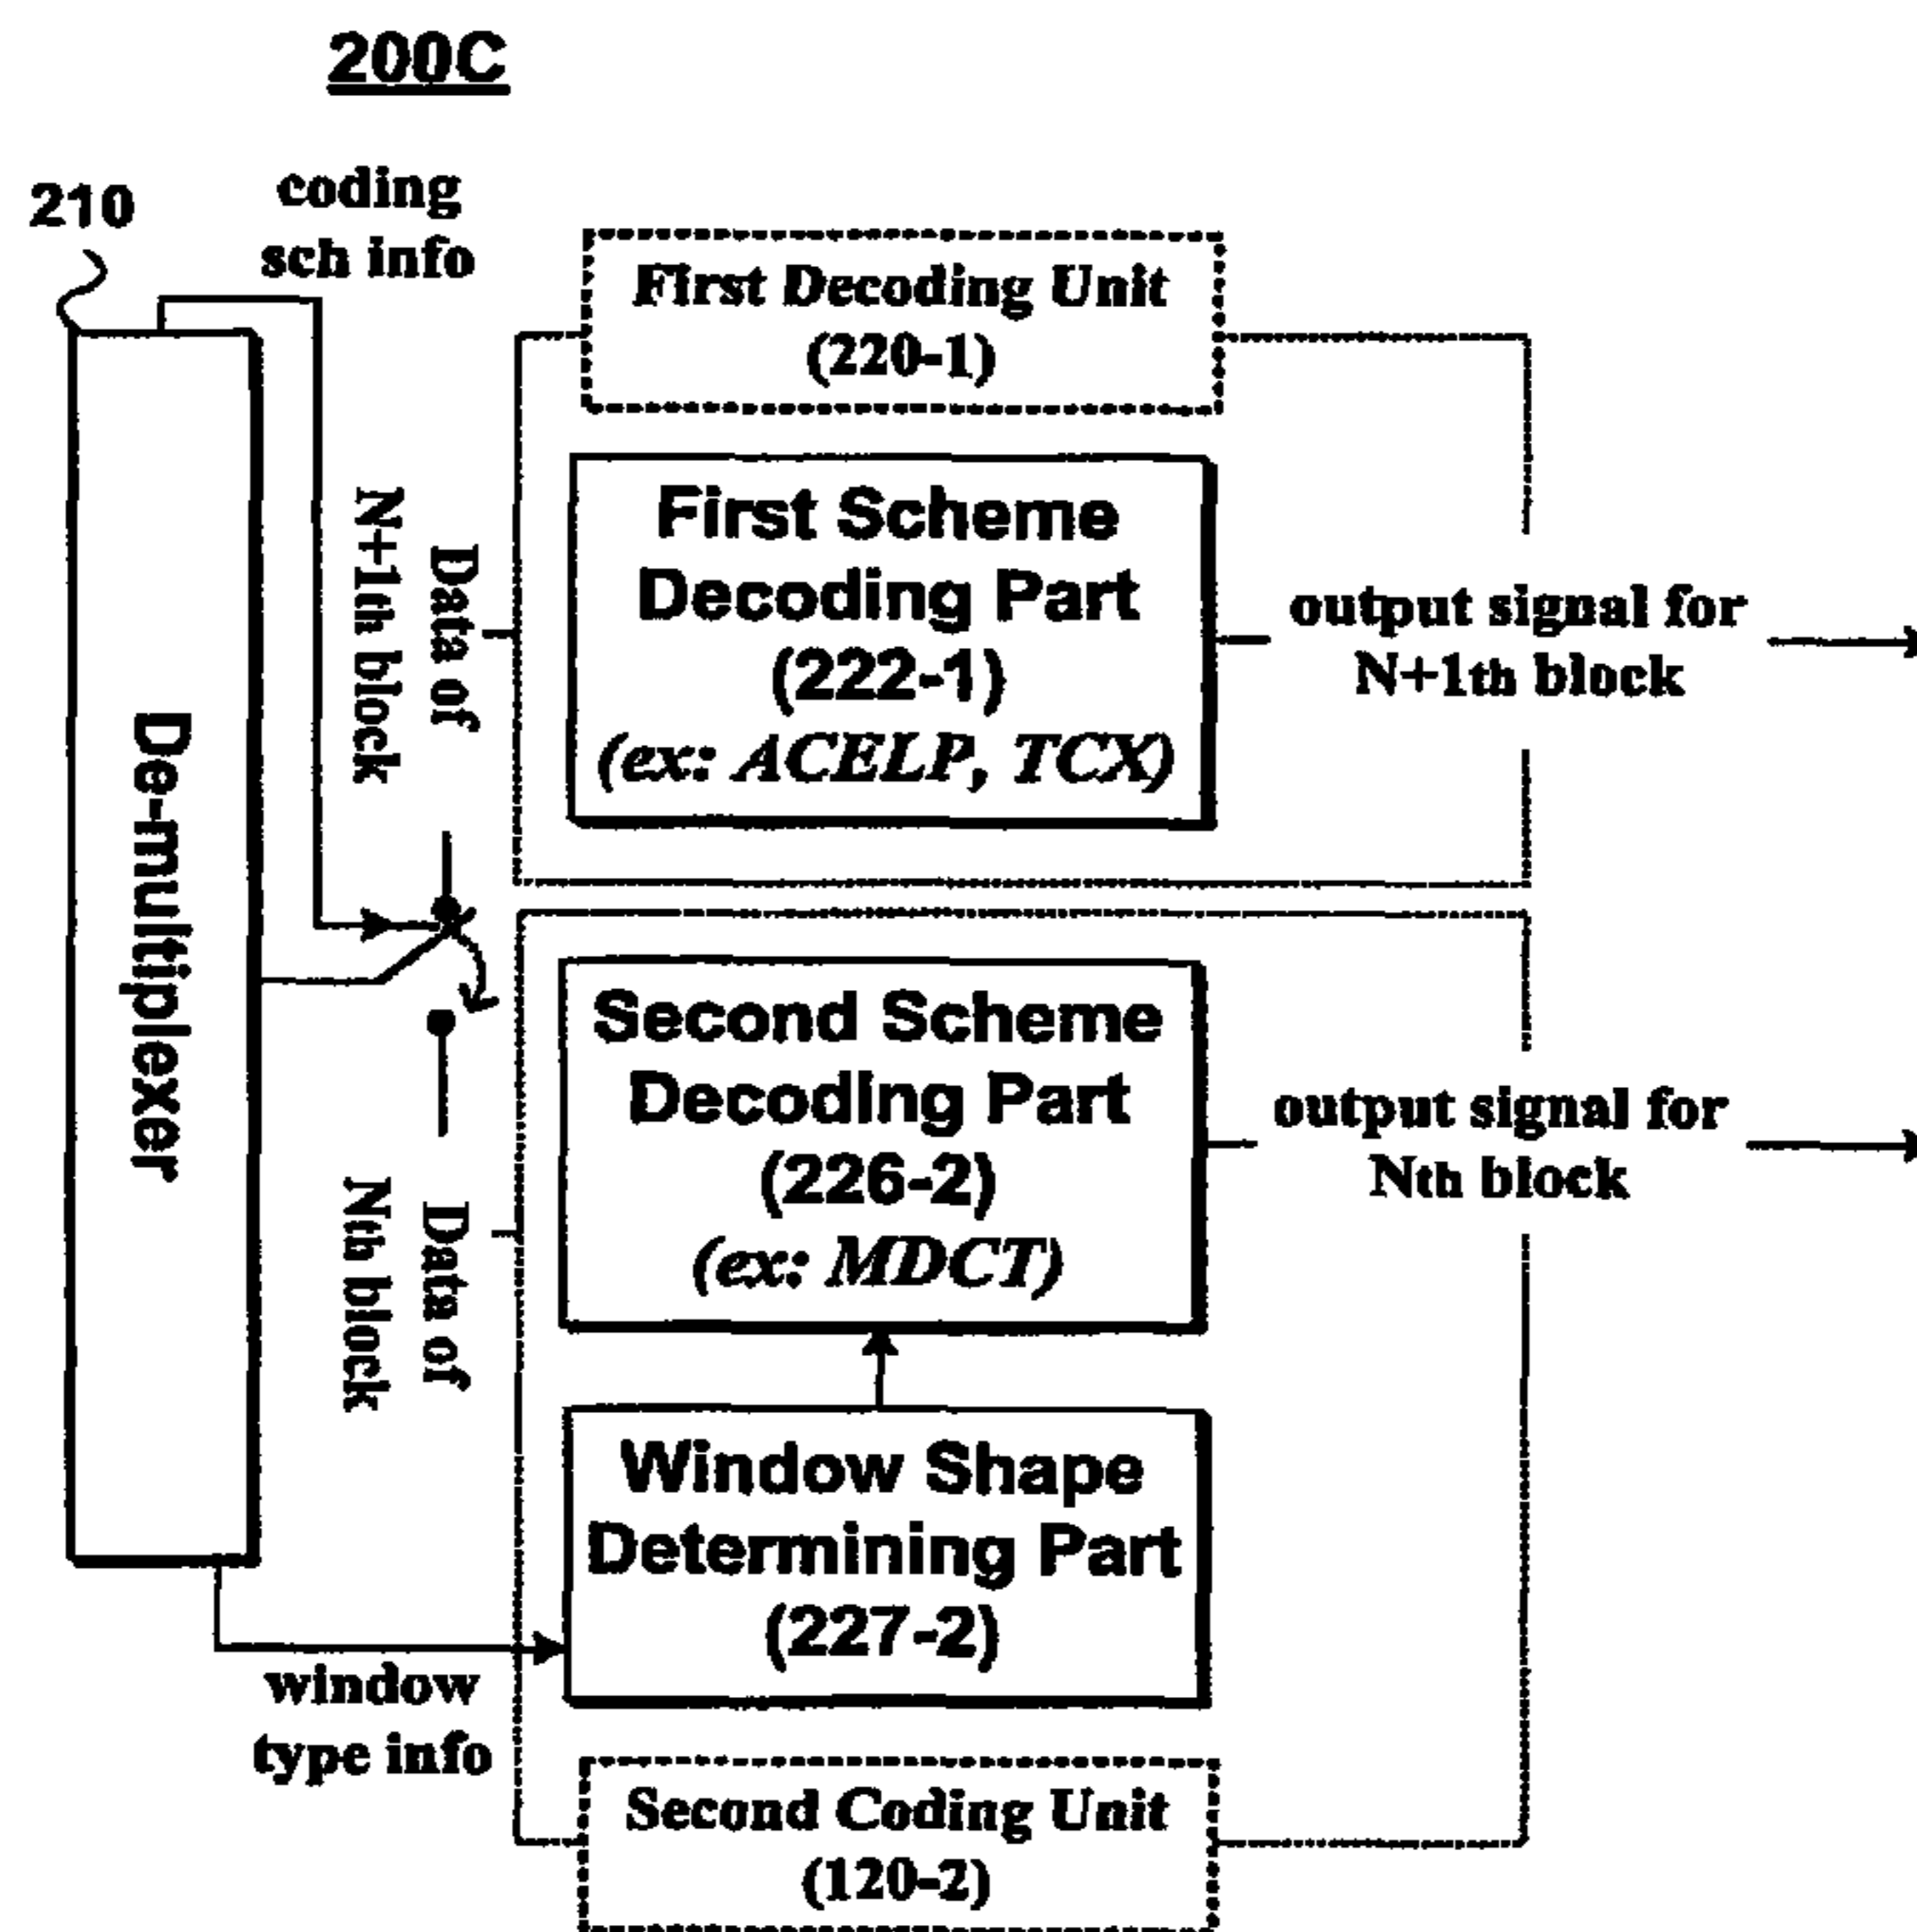 200C
210
coding
sch info
First Decoding Unit
(220-1)
De-multiplexer
Data of
N+1th block
First Scheme
Decoding Part
(222-1)
(ex: ACELP, TCX)
output signal for
N+1th block
Second Scheme
Decoding Part
(226-2)
(ex: MDCT)
output signal for
Nth block
Data of
Nth block
Window Shape
Determining Part
(227-2)
window
type info
Second Coding Unit
(120-2)